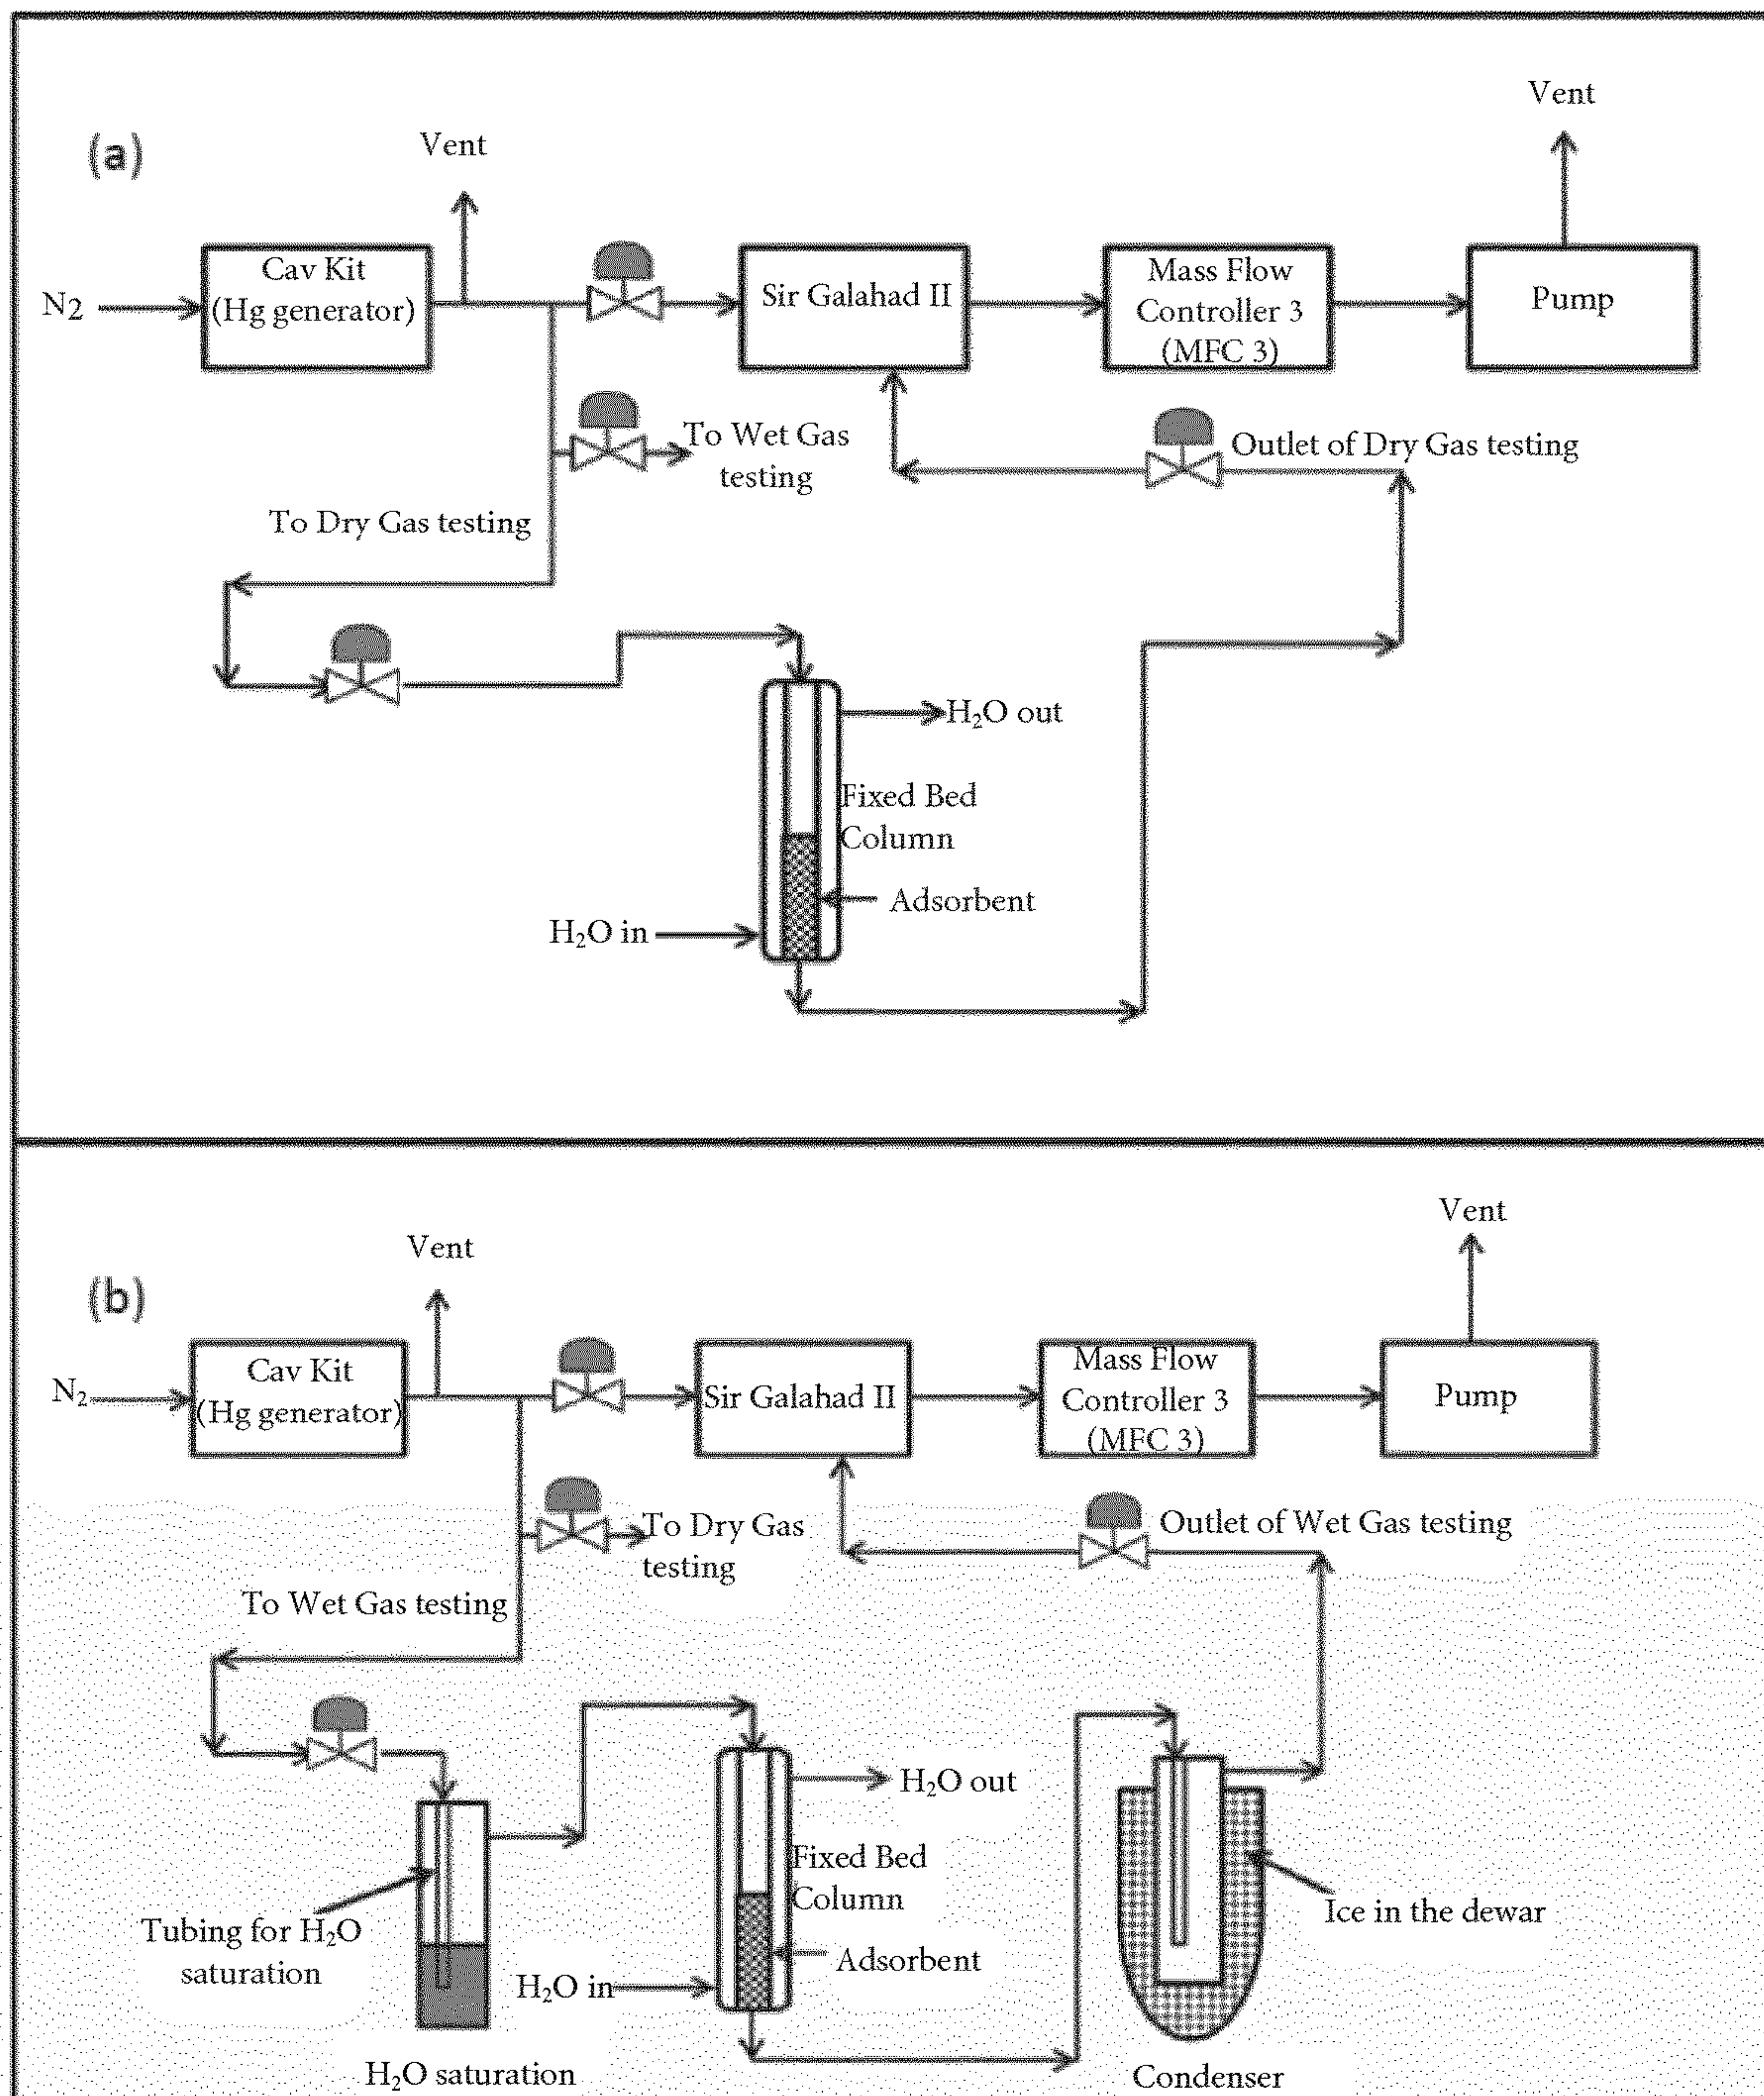 Vent
(a)
Vent
N2
Cav Kit
(Hg generator)
Sir Galahad II
Mass Flow
Controller 3
(MFC 3)
Pump
To Wet Gas
testing
Outlet of Dry Gas testing
To Dry Gas testing
H₂O out
Fixed Bed
Column
Adsorbent
H₂O in
Vent
Vent
(b)
N₂
Cav Kit
(Hg generator)
Sir Galahad II
Mass Flow
Controller 3
(MFC 3)
Pump
To Dry Gas
testing
Outlet of Wet Gas testing
To Wet Gas testing
H₂O out
Fixed Bed
Column
Ice in the dewar
Tubing for H₂O
saturation
Adsorbent
H₂O in
H₂O saturation
Condenser